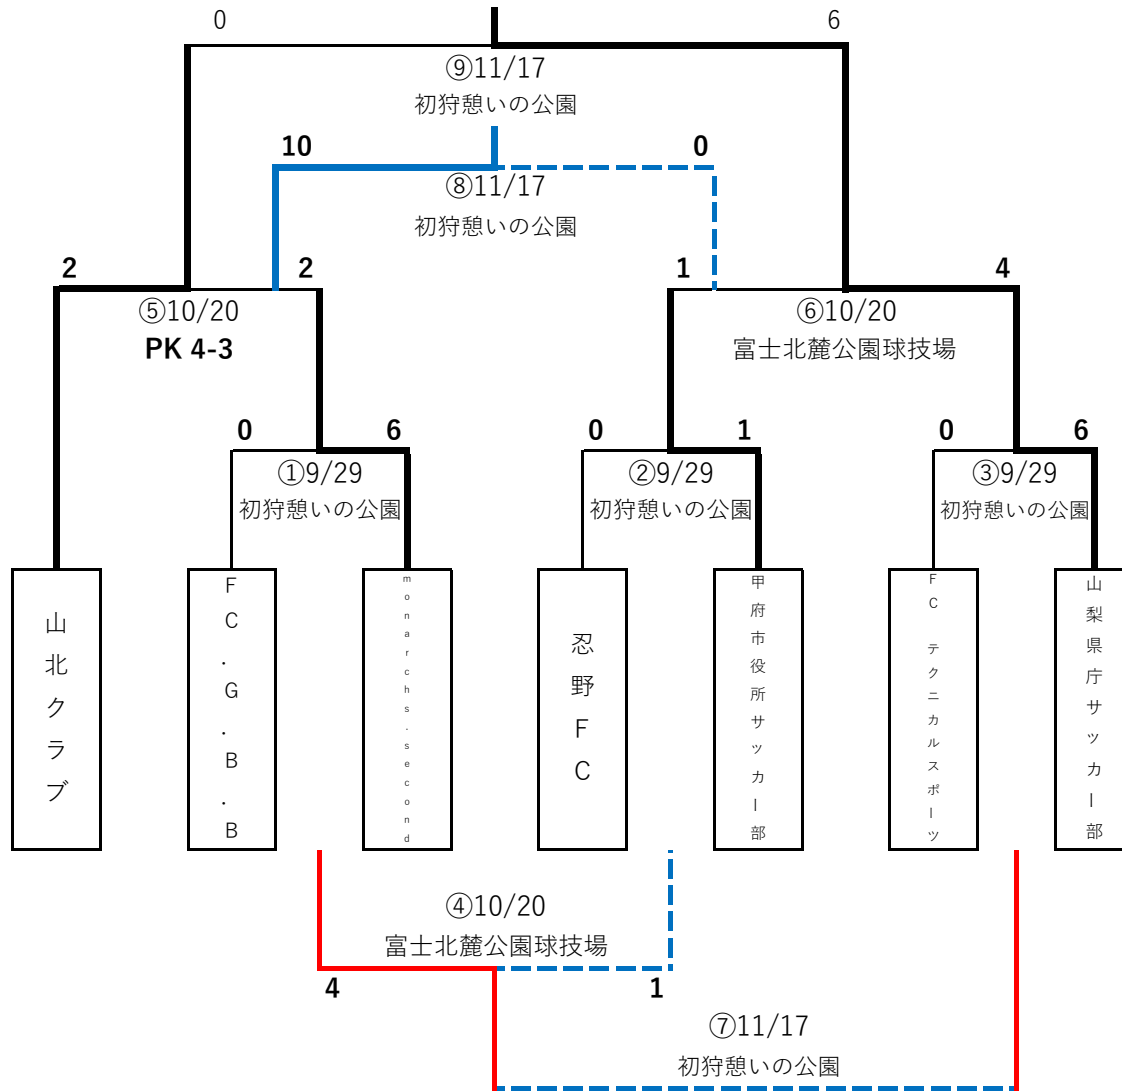 0 6
⑨11/17
初狩憩いの公園
10 0
⑧11/17
初狩憩いの公園
2 2 1 4
⑤10/20 ⑥10/20
PK 4-3 富士北麓公園球技場
0 6 0 1 0 6
①9/29 ②9/29 ③9/29
初狩憩いの公園 初狩憩いの公園 初狩憩いの公園
山北クラブ
FC.G.B.B
monarchs.second
忍野FC
甲府市役所サッカー部
FC テクニカルスポーツ
山梨県庁サッカー部
④10/20
富士北麓公園球技場
4 1
⑦11/17
初狩憩いの公園